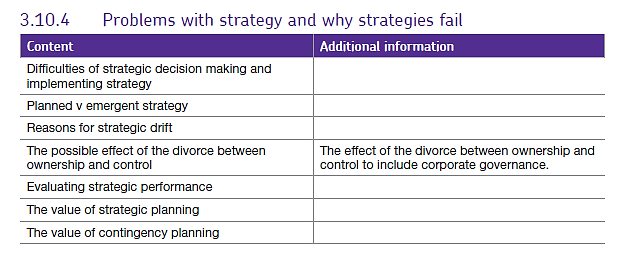 3.10.4 Problems with strategy and why strategies fail
Content Additional information
Difficulties of strategic decision making and
implementing strategy
Planned v emergent strategy
Reasons for strategic drift
The possible effect of the divorce between
ownership and control
The effect of the divorce between ownership and
control to include corporate governance.
Evaluating strategic performance
The value of strategic planning
The value of contingency planning